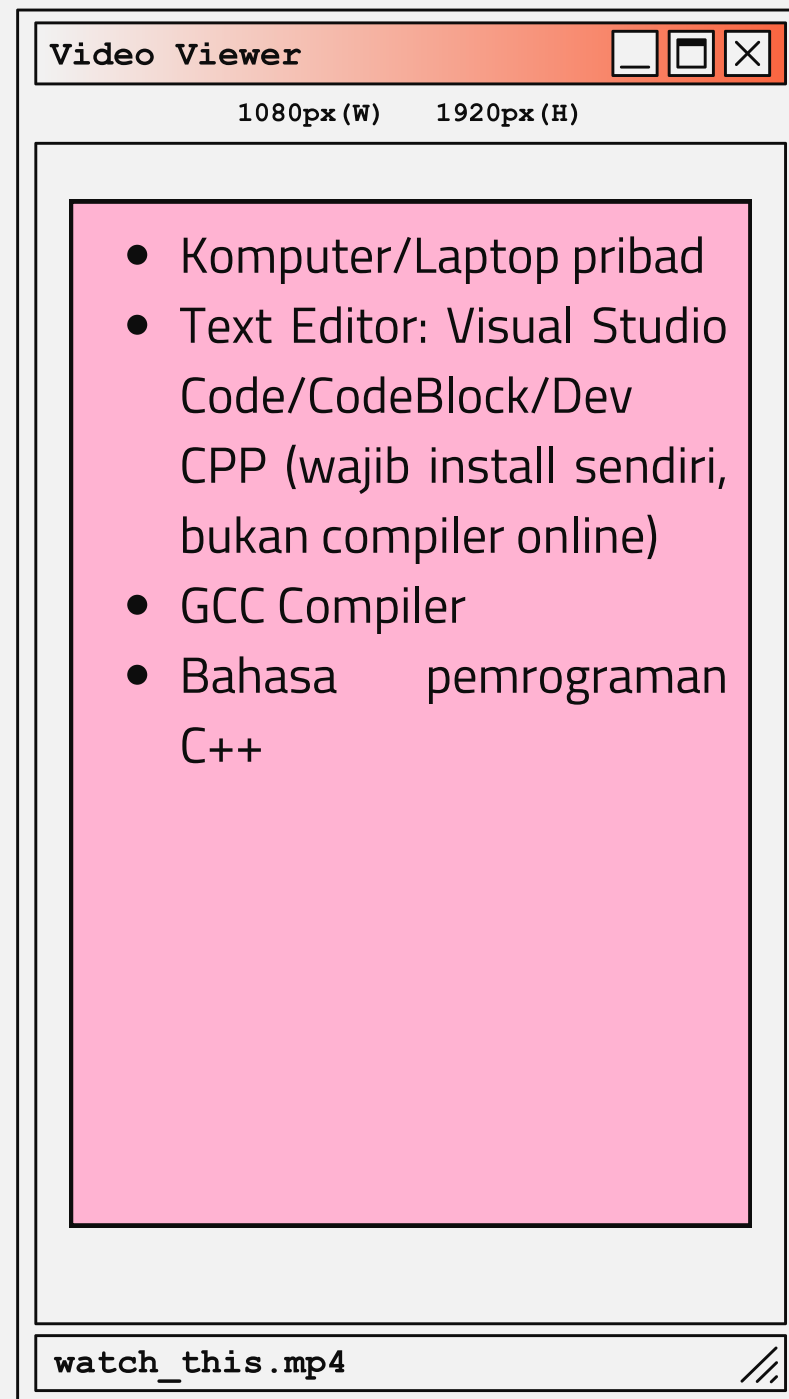 Video Viewer
1080px(W) 1920px(H)
• Komputer/Laptop pribad
• Text Editor: Visual Studio
Code/CodeBlock/Dev
CPP (wajib install sendiri,
bukan compiler online)
• GCC Compiler
• Bahasa pemrograman
C++
watch_this.mp4